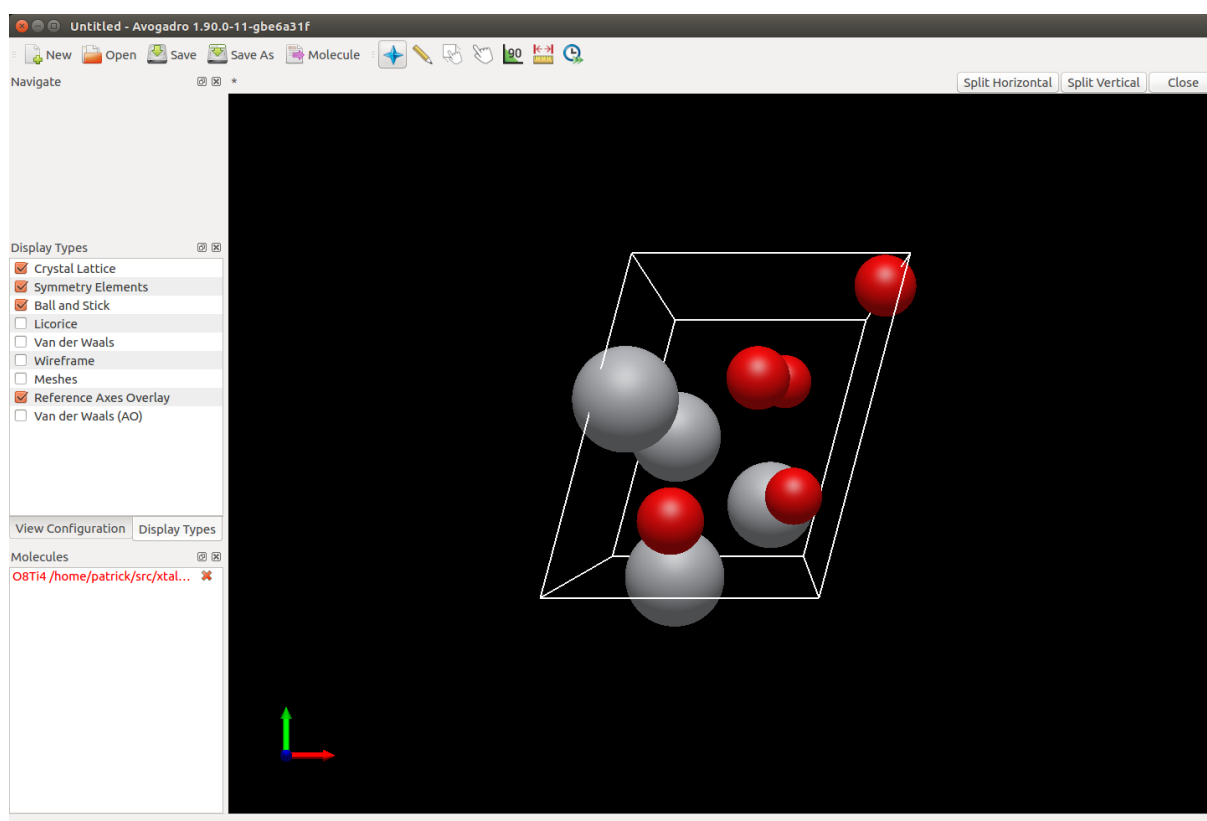 Untitled - Avogadro 1.90.0-11-gbe6a31f
New Open Save Save As Molecule 90
Navigate * Split Horizontal Split Vertical Close
Display Types
Crystal Lattice
Symmetry Elements
Ball and Stick
Licorice
Van der Waals
Wireframe
Meshes
Reference Axes Overlay
Van der Waals (AO)
View Configuration Display Types
Molecules
O8Ti4 /home/patrick/src/xtal...